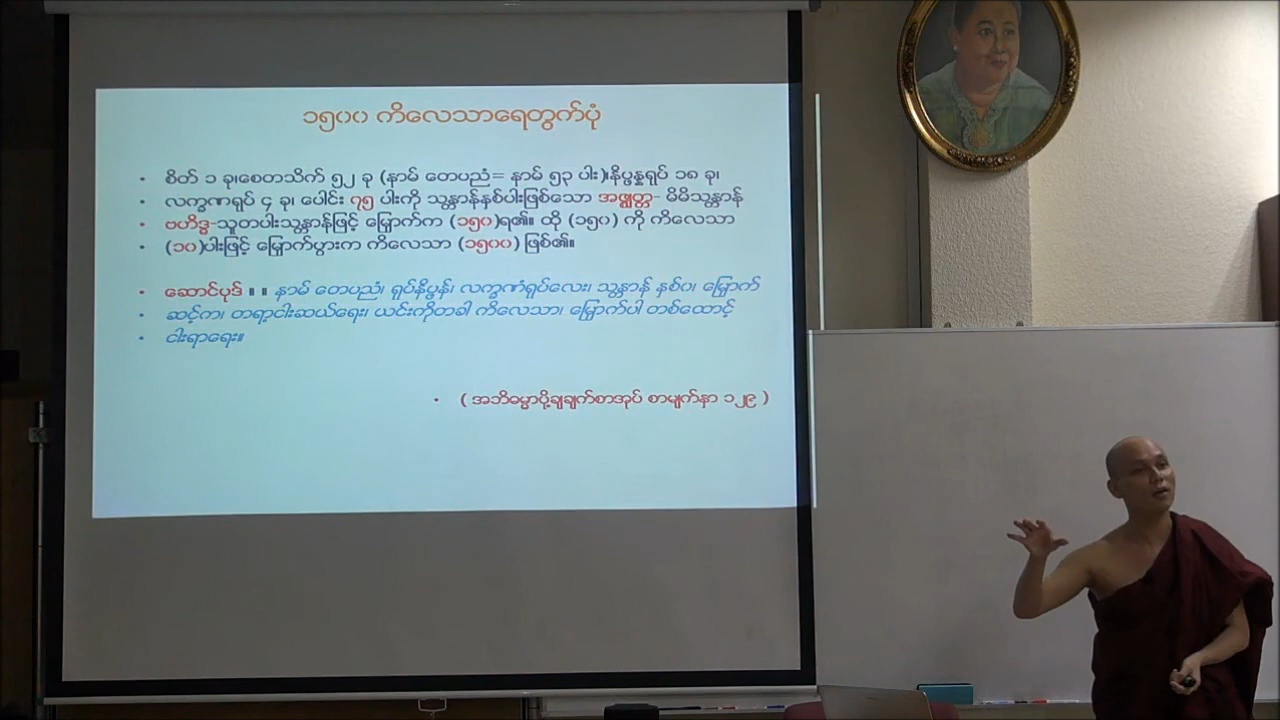 ၁၅၀၀ ကိလေသာရေတွက်ပုံ
• စိတ် ၁ ခု၊စေတသိက် ၅၂ ခု (နာမ် တေပညံ= နာမ် ၅၃ ပါး)၊နိပ္ဖန္နရုပ် ၁၈ ခု၊
• လက္ခဏရုပ် ၄ ခု၊ ပေါင်း ၇၅ ပါးကို သန္တာန်နှစ်ပါးဖြစ်သော အဇ္ဈတ္တ- မိမိသန္တာန်
• ဗဟိဒ္ဓ-သူတပါးသန္တာန်ဖြင့် မြှောက်က (၁၅၀)ရ၏။ ထို (၁၅၀) ကို ကိလေသာ
• (၁၀)ပါးဖြင့် မြှောက်ပွားက ကိလေသာ (၁၅၀၀) ဖြစ်၏။
• ဆောင်ပုဒ် ။ ။ နာမ် တေပညံ၊ ရုပ်နိပ္ဖန်၊ လက္ခဏံရုပ်လေး၊ သန္တာန် နှစ်ဝ၊ မြှောက်
• ဆင့်က၊ တရာ့ငါးဆယ်ရေး၊ ယင်းကိုတခါ ကိလေသာ၊ မြှောက်ပါ တစ်ထောင့်
• ငါးရာရေး။
• ( အဘိဓမ္မာပို့ချချက်စာအုပ် စာမျက်နှာ ၁၂၉ )